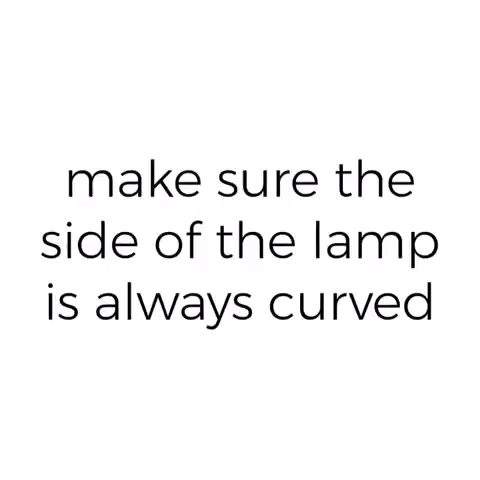 make sure the
side of the lamp
is always curved